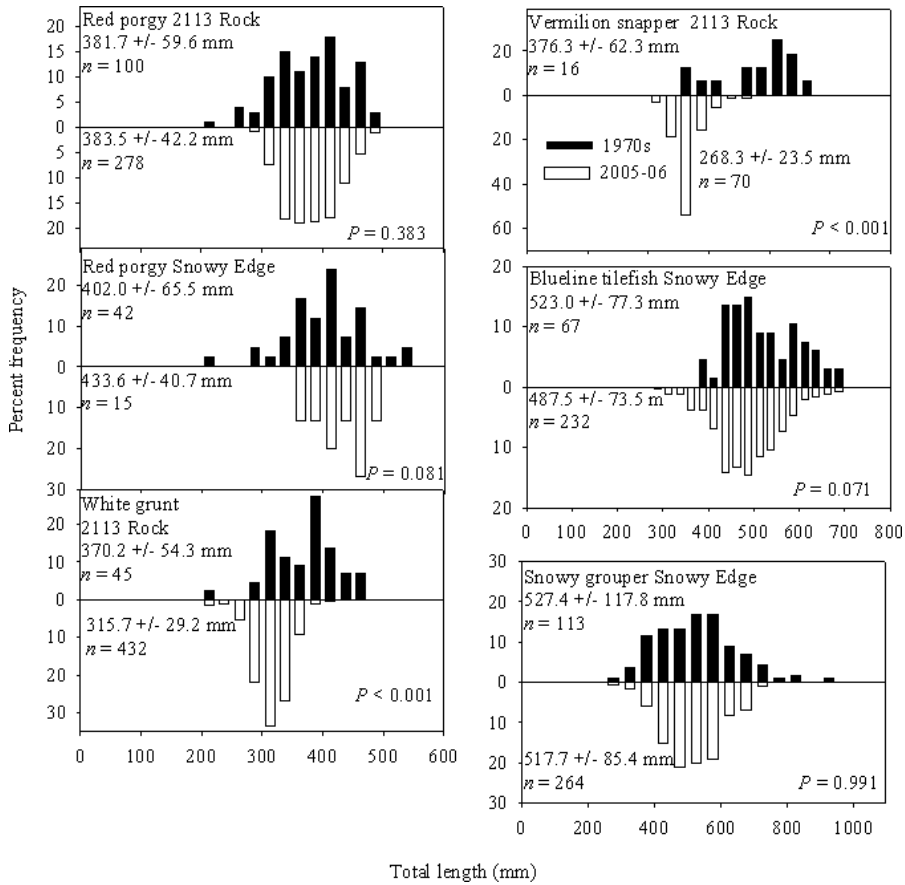 Red porgy 2113 Rock
381.7 +/- 59.6 mm
n = 100
20
15
10
5
0
5
10
15
20
383.5 +/- 42.2 mm
n = 278
P = 0.383
Red porgy Snowy Edge
402.0 +/- 65.5 mm
n = 42
20
10
0
10
20
30
433.6 +/- 40.7 mm
n = 15
P = 0.081
White grunt
2113 Rock
370.2 +/- 54.3 mm
n = 45
20
10
0
10
20
30
315.7 +/- 29.2 mm
n = 432
P < 0.001
0 100 200 300 400 500 600
Percent frequency
Vermilion snapper 2113 Rock
376.3 +/- 62.3 mm
n = 16
20
0
20
40
60
1970s
2005-06
268.3 +/- 23.5 mm
n = 70
P < 0.001
Blueline tilefish Snowy Edge
523.0 +/- 77.3 mm
n = 67
20
10
0
10
20
487.5 +/- 73.5 m
n = 232
P = 0.071
0 100 200 300 400 500 600 700 800
Snowy grouper Snowy Edge
527.4 +/- 117.8 mm
n = 113
30
20
10
0
10
20
30
517.7 +/- 85.4 mm
n = 264
P = 0.991
0 200 400 600 800 1000
Total length (mm)